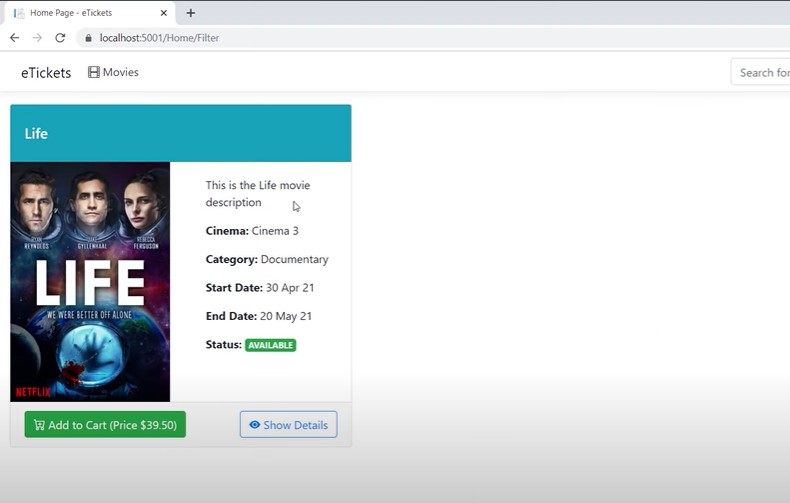 Home Page - eTickets
localhost:5001/Home/Filter
eTickets Movies
Search for
Life
This is the Life movie
description
Cinema: Cinema 3
Category: Documentary
Start Date: 30 Apr 21
End Date: 20 May 21
Status: AVAILABLE
RYAN
REYNOLDS
JAKE
GYLLENHAAL
REBECCA
FERGUSON
LIFE
WE WERE BETTER OFF ALONE
NETFLIX
Add to Cart (Price $39.50)
Show Details